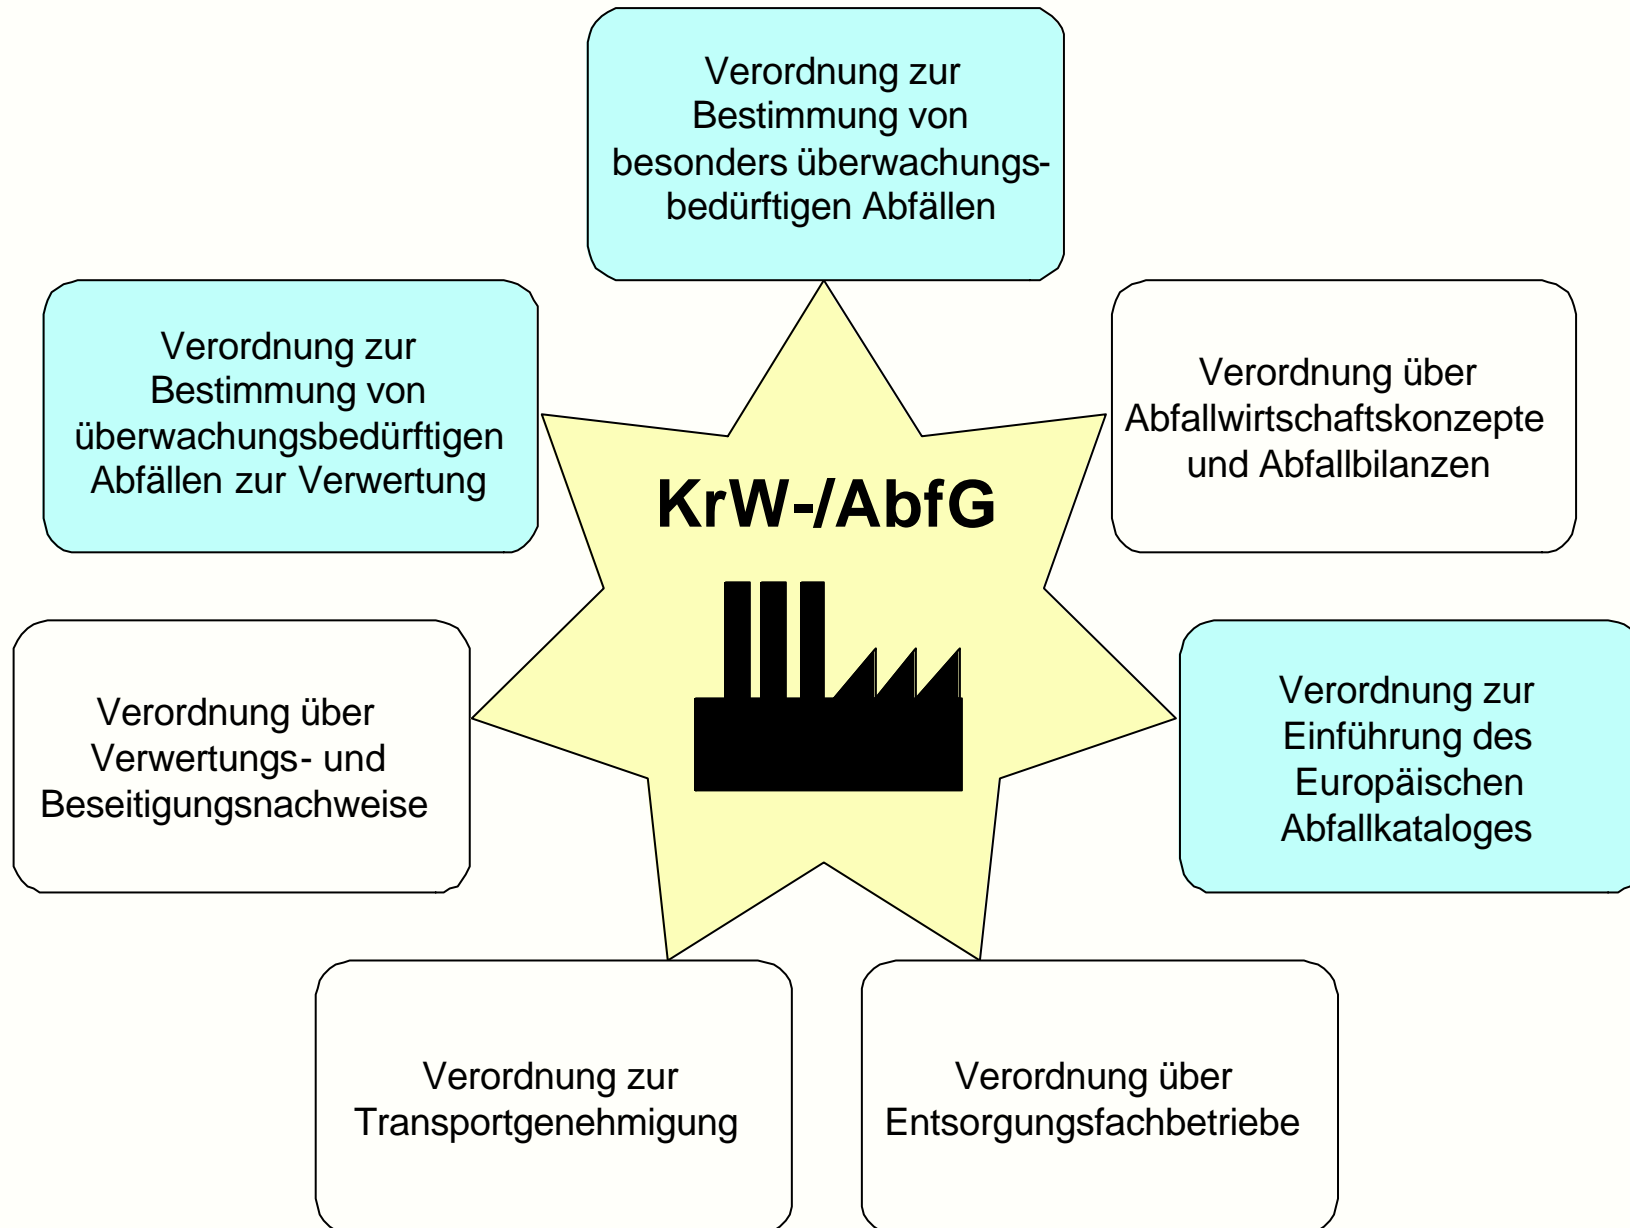 Verordnung zur
Bestimmung von
besonders überwachungs-
bedürftigen Abfällen
Verordnung zur
Bestimmung von
überwachungsbedürftigen
Abfällen zur Verwertung
Verordnung über
Abfallwirtschaftskonzepte
und Abfallbilanzen
KrW-/AbfG
Verordnung über
Verwertungs- und
Beseitigungsnachweise
Verordnung zur
Einführung des
Europäischen
Abfallkataloges
Verordnung zur
Transportgenehmigung
Verordnung über
Entsorgungsfachbetriebe